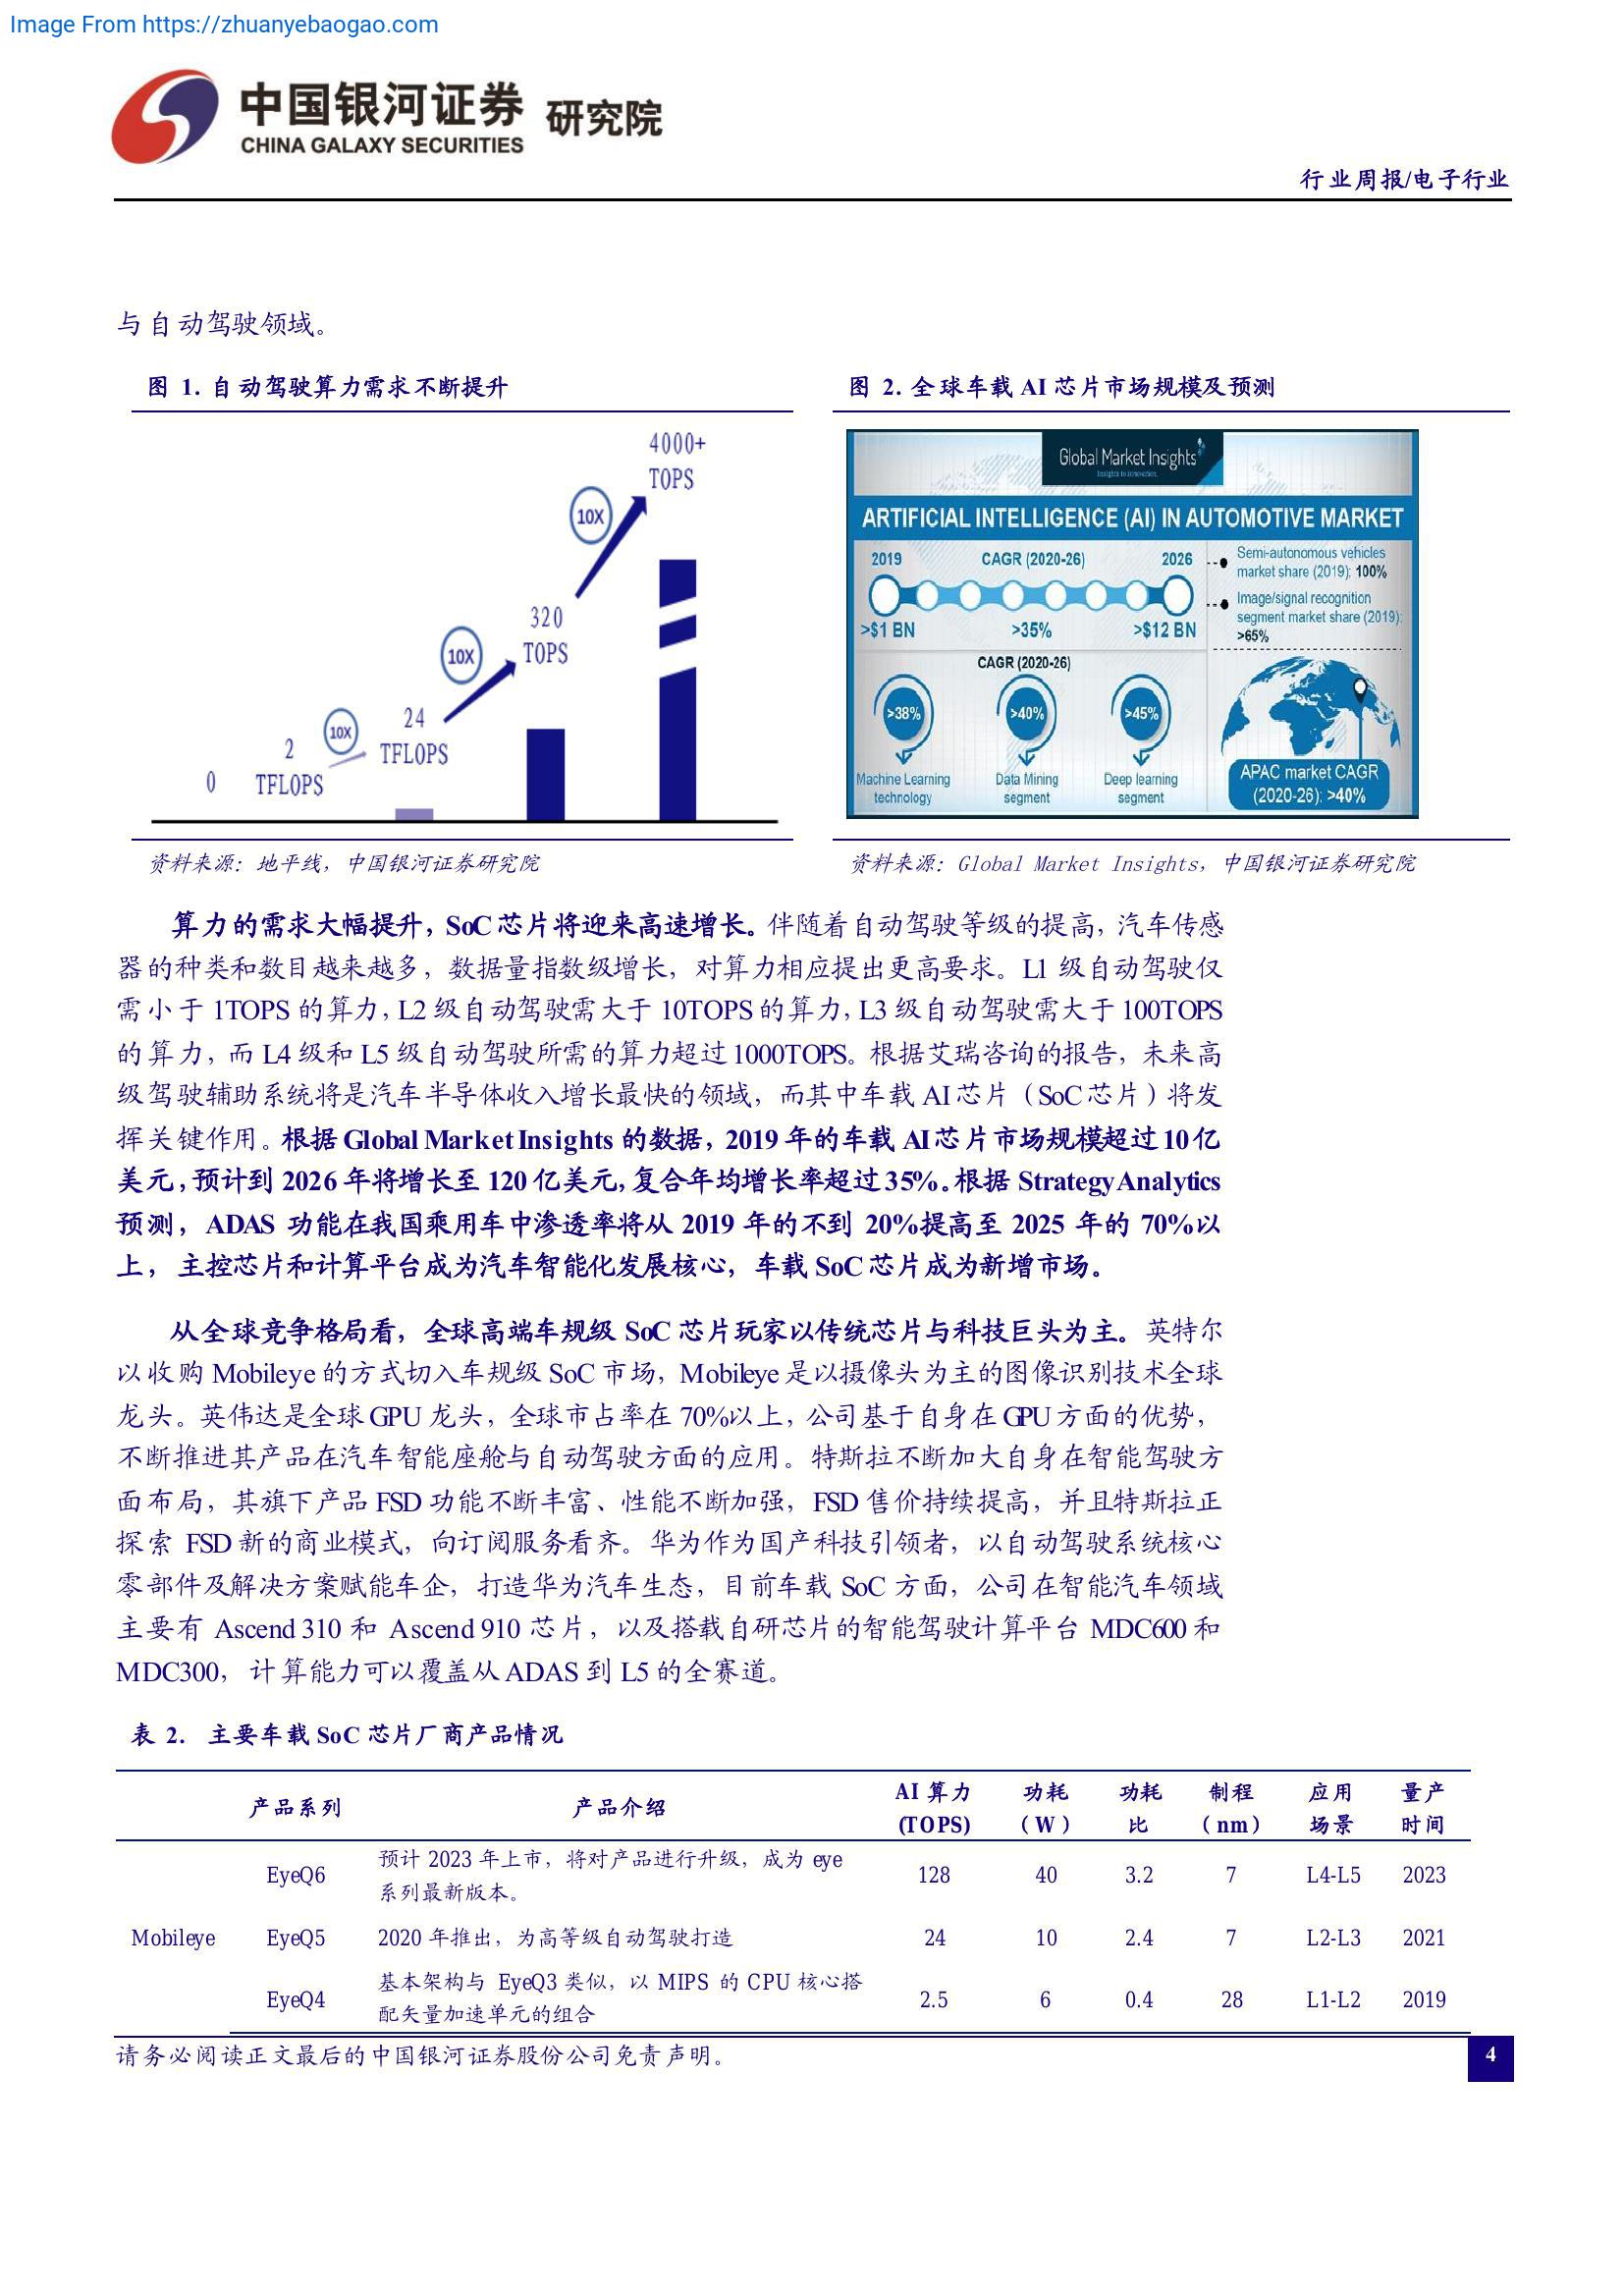 Image From https://zhuanyebaogao.com
中国银河证券 研究院
CHINA GALAXY SECURITIES
行业周报/电子行业
与自动驾驶领域。
图 1. 自动驾驶算力需求不断提升
0
2
TFLOPS
10X
24
TFLOPS
10X
320
TOPS
10X
4000+
TOPS
资料来源：地平线，中国银河证券研究院
图 2. 全球车载 AI 芯片市场规模及预测
Global Market Insights
Insights to Innovation
ARTIFICIAL INTELLIGENCE (AI) IN AUTOMOTIVE MARKET
2019 CAGR (2020-26) 2026
>$1 BN >35% >$12 BN
Semi-autonomous vehicles
market share (2019): 100%
Image/signal recognition
segment market share (2019):
>65%
CAGR (2020-26)
>38% >40% >45%
Machine Learning
technology
Data Mining
segment
Deep learning
segment
APAC market CAGR
(2020-26): >40%
资料来源：Global Market Insights，中国银河证券研究院
算力的需求大幅提升，SoC 芯片将迎来高速增长。伴随着自动驾驶等级的提高，汽车传感
器的种类和数目越来越多，数据量指数级增长，对算力相应提出更高要求。L1 级自动驾驶仅
需小于 1TOPS 的算力，L2 级自动驾驶需大于 10TOPS 的算力，L3 级自动驾驶需大于 100TOPS
的算力，而 L4 级和 L5 级自动驾驶所需的算力超过 1000TOPS。根据艾瑞咨询的报告，未来高
级驾驶辅助系统将是汽车半导体收入增长最快的领域，而其中车载 AI 芯片（SoC 芯片）将发
挥关键作用。根据 Global Market Insights 的数据，2019 年的车载 AI 芯片市场规模超过 10 亿
美元，预计到 2026 年将增长至 120 亿美元，复合年均增长率超过 35%。根据 Strategy Analytics
预测，ADAS 功能在我国乘用车中渗透率将从 2019 年的不到 20%提高至 2025 年的 70%以
上，主控芯片和计算平台成为汽车智能化发展核心，车载 SoC 芯片成为新增市场。
从全球竞争格局看，全球高端车规级 SoC 芯片玩家以传统芯片与科技巨头为主。英特尔
以收购 Mobileye 的方式切入车规级 SoC 市场，Mobileye 是以摄像头为主的图像识别技术全球
龙头。英伟达是全球 GPU 龙头，全球市占率在 70%以上，公司基于自身在 GPU 方面的优势，
不断推进其产品在汽车智能座舱与自动驾驶方面的应用。特斯拉不断加大自身在智能驾驶方
面布局，其旗下产品 FSD 功能不断丰富、性能不断加强，FSD 售价持续提高，并且特斯拉正
探索 FSD 新的商业模式，向订阅服务看齐。华为作为国产科技引领者，以自动驾驶系统核心
零部件及解决方案赋能车企，打造华为汽车生态，目前车载 SoC 方面，公司在智能汽车领域
主要有 Ascend 310 和 Ascend 910 芯片，以及搭载自研芯片的智能驾驶计算平台 MDC600 和
MDC300，计算能力可以覆盖从 ADAS 到 L5 的全赛道。
表 2. 主要车载 SoC 芯片厂商产品情况
产品系列 产品介绍 AI 算力 (TOPS) 功耗（W） 功耗比 制程（nm） 应用场景 量产时间
EyeQ6 预计 2023 年上市，将对产品进行升级，成为 eye 128 40 3.2 7 L4-L5 2023
系列最新版本。
Mobileye EyeQ5 2020 年推出，为高等级自动驾驶打造 24 10 2.4 7 L2-L3 2021
EyeQ4 基本架构与 EyeQ3 类似，以 MIPS 的 CPU 核心搭 2.5 6 0.4 28 L1-L2 2019
配矢量加速单元的组合
请务必阅读正文最后的中国银河证券股份公司免责声明。
4